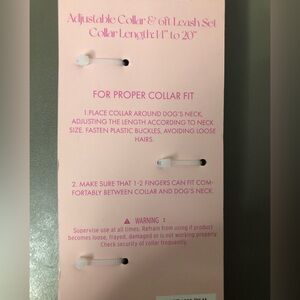 Adjustable Collar & 6ft Leash Set
Collar Length: 14" to 20"
FOR PROPER COLLAR FIT
1.PLACE COLLAR AROUND DOG'S NECK,
ADJUSTING THE LENGTH ACCORDING TO NECK
SIZE. FASTEN PLASTIC BUCKLES, AVOIDING LOOSE
HAIRS.
2. MAKE SURE THAT 1-2 FINGERS CAN FIT COM-
FORTABLY BETWEEN COLLAR AND DOG'S NECK.
WARNING :
Supervise use at all times. Refrain from using if product
becomes loose, frayed, damaged or is not working properly.
Check security of collar frequently.